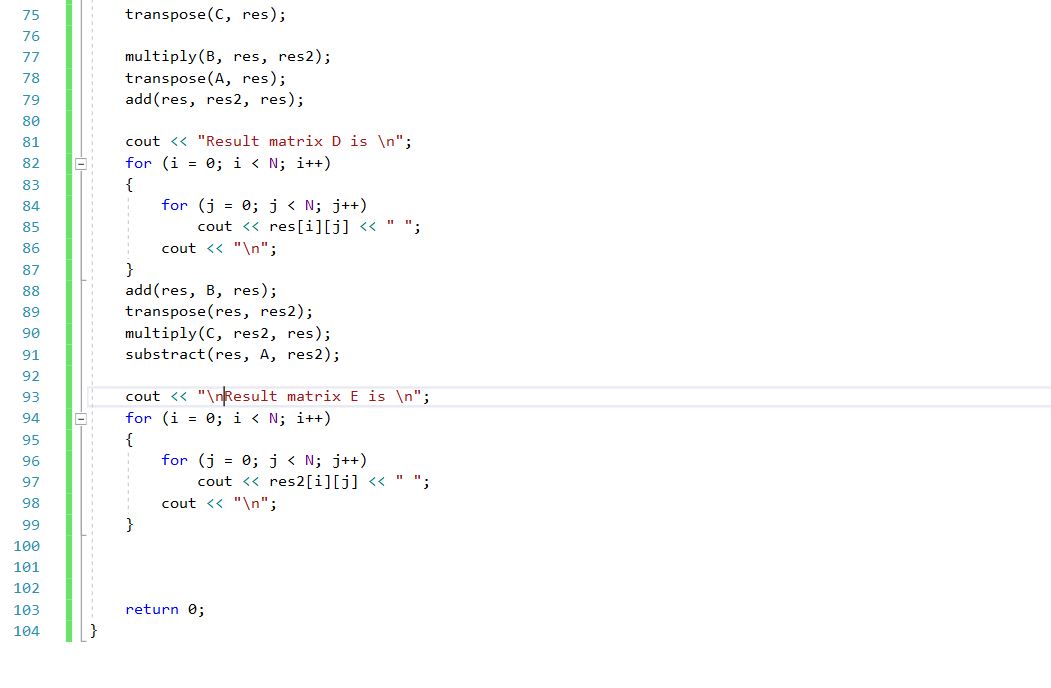 75 transpose(C, res);
76
77 multiply(B, res, res2);
78 transpose(A, res);
79 add(res, res2, res);
80
81 cout << "Result matrix D is \n";
82 for (i = 0; i < N; i++)
83 {
84 for (j = 0; j < N; j++)
85 cout << res[i][j] << " ";
86 cout << "\n";
87 }
88 add(res, B, res);
89 transpose(res, res2);
90 multiply(C, res2, res);
91 substract(res, A, res2);
92
93 cout << "\nResult matrix E is \n";
94 for (i = 0; i < N; i++)
95 {
96 for (j = 0; j < N; j++)
97 cout << res2[i][j] << " ";
98 cout << "\n";
99 }
100
101
102
103 return 0;
104 }